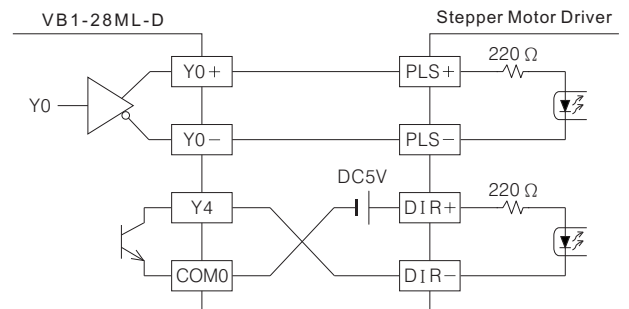 VB1-28ML-D
Stepper Motor Driver
220 Ω
Y0+
PLS+
Y0
Y0−
PLS−
DC5V
220 Ω
Y4
DIR+
COM0
DIR−